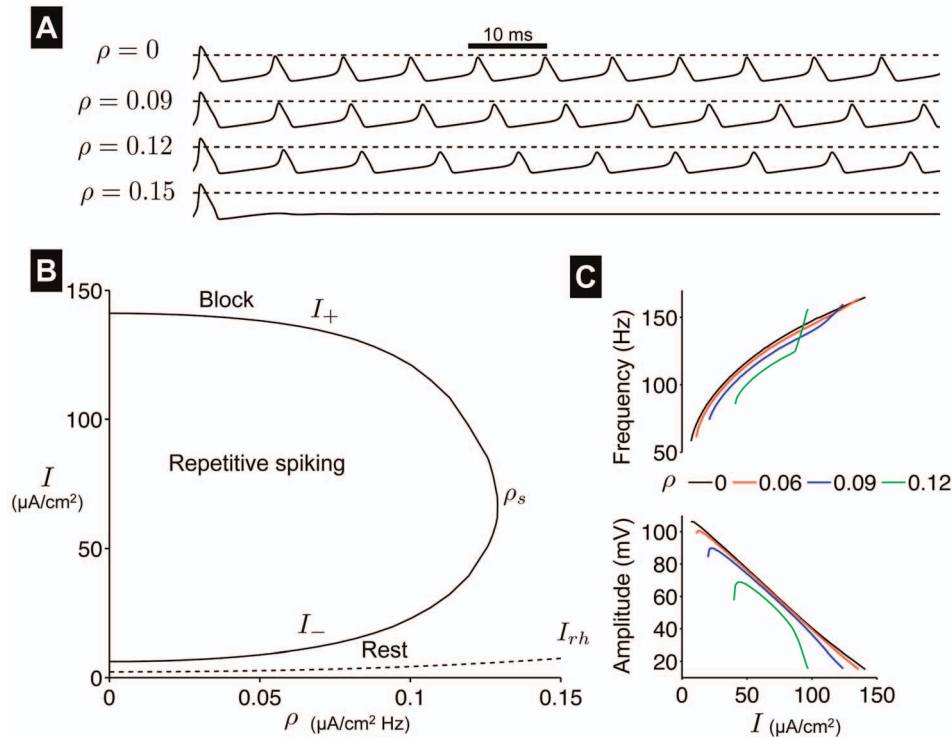 A
10 ms
ρ = 0
ρ = 0.09
ρ = 0.12
ρ = 0.15
B
150
Block
I₊
100
Repetitive spiking
I
(µA/cm²)
ρₛ
50
I₋
Rest
I_rh
0
0
0.05
0.1
0.15
ρ (µA/cm² Hz)
C
Frequency (Hz)
150
100
50
ρ 0 0.06 0.09 0.12
Amplitude (mV)
100
80
60
40
20
0 50 100 150
I (µA/cm²)